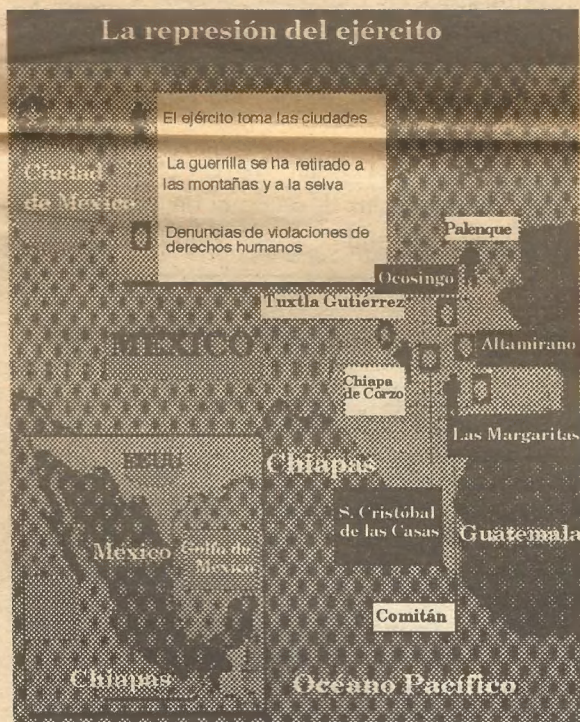 La represión del ejército
El ejército toma las ciudades
La guerrilla se ha retirado a
las montañas y a la selva
Denuncias de violaciones de
derechos humanos
Ciudad
de México
Palenque
Ocosingo
Tuxtla Gutiérrez
MÉXICO
Altamirano
Chiapa
de Corzo
Las Margaritas
Chiapas
EEUU
S. Cristóbal
de las Casas
Guatemala
México
Golfo de
México
Comitán
Chiapas
Océano Pacífico